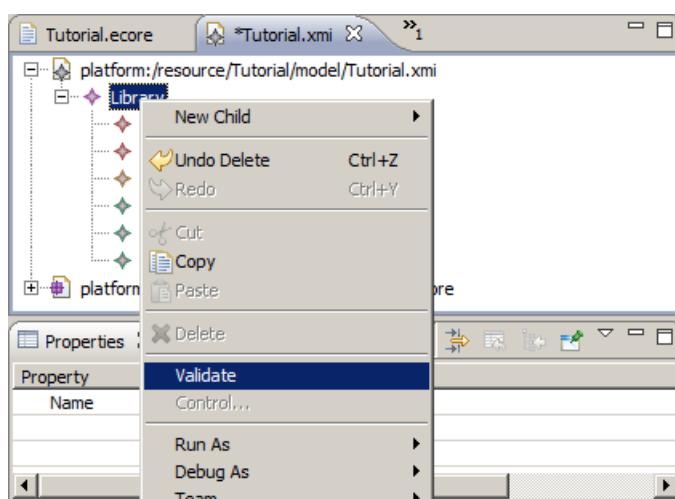 Tutorial.ecore
*Tutorial.xmi
»1
platform:/resource/Tutorial/model/Tutorial.xmi
Library
New Child
Undo Delete Ctrl+Z
Redo Ctrl+Y
Cut
Copy
platform
ore
Paste
Properties
Delete
Property
Validate
Name
Control...
Run As
Debug As
Team